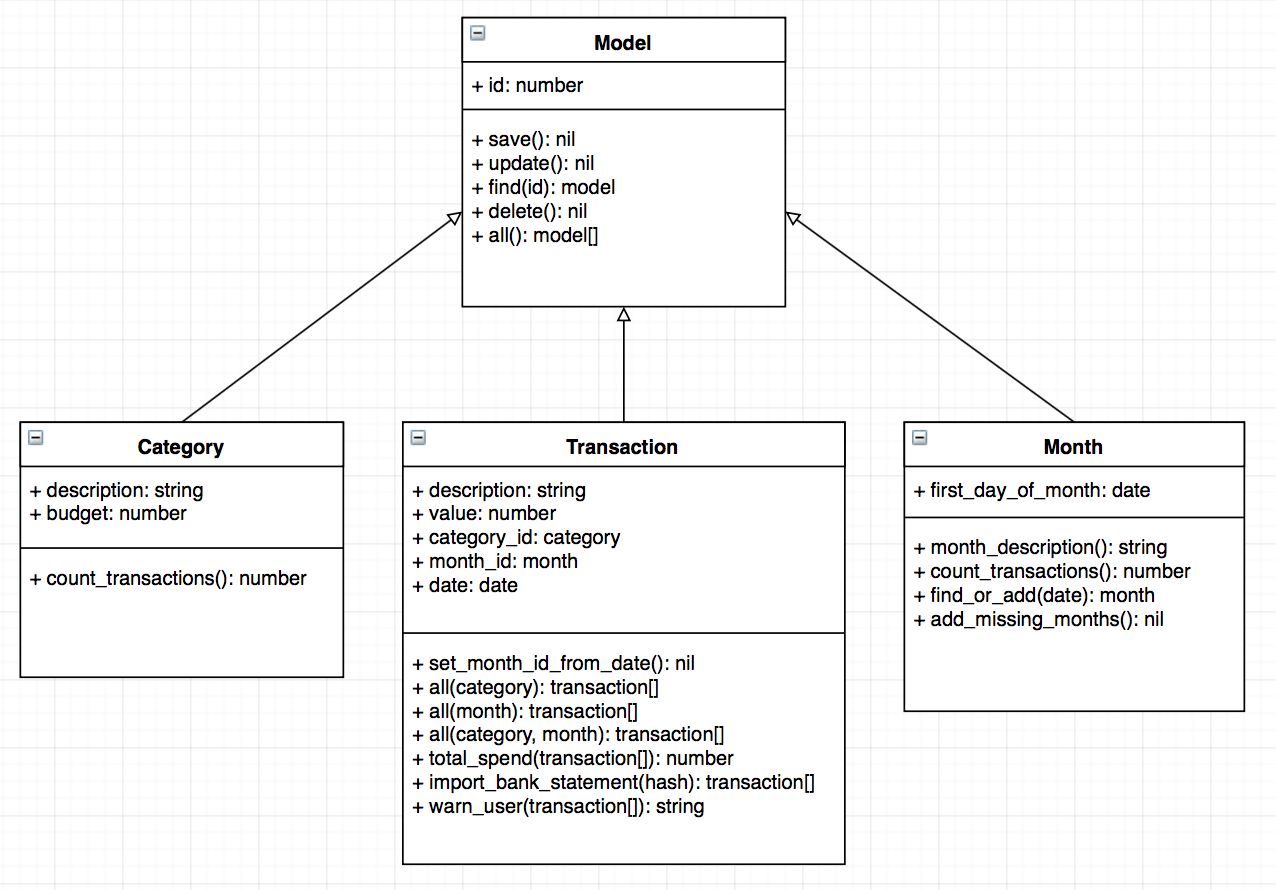 Model
+ id: number
+ save(): nil
+ update(): nil
+ find(id): model
+ delete(): nil
+ all(): model[]
Category
+ description: string
+ budget: number
+ count_transactions(): number
Transaction
+ description: string
+ value: number
+ category_id: category
+ month_id: month
+ date: date
+ set_month_id_from_date(): nil
+ all(category): transaction[]
+ all(month): transaction[]
+ all(category, month): transaction[]
+ total_spend(transaction[]): number
+ import_bank_statement(hash): transaction[]
+ warn_user(transaction[]): string
Month
+ first_day_of_month: date
+ month_description(): string
+ count_transactions(): number
+ find_or_add(date): month
+ add_missing_months(): nil